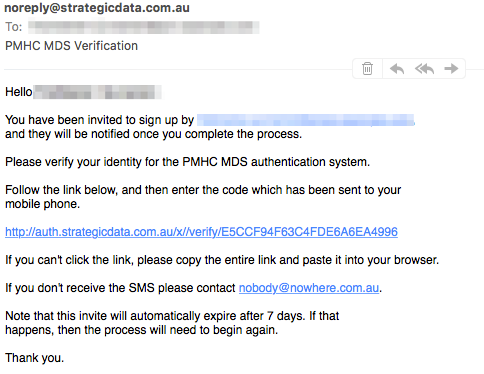 noreply@strategicdata.com.au
To:
PMHC MDS Verification
Hello
You have been invited to sign up by
and they will be notified once you complete the process.
Please verify your identity for the PMHC MDS authentication system.
Follow the link below, and then enter the code which has been sent to your
mobile phone.
http://auth.strategicdata.com.au/x//verify/E5CCF94F63C4FDE6A6EA4996
If you can't click the link, please copy the entire link and paste it into your browser.
If you don't receive the SMS please contact nobody@nowhere.com.au.
Note that this invite will automatically expire after 7 days. If that
happens, then the process will need to begin again.
Thank you.